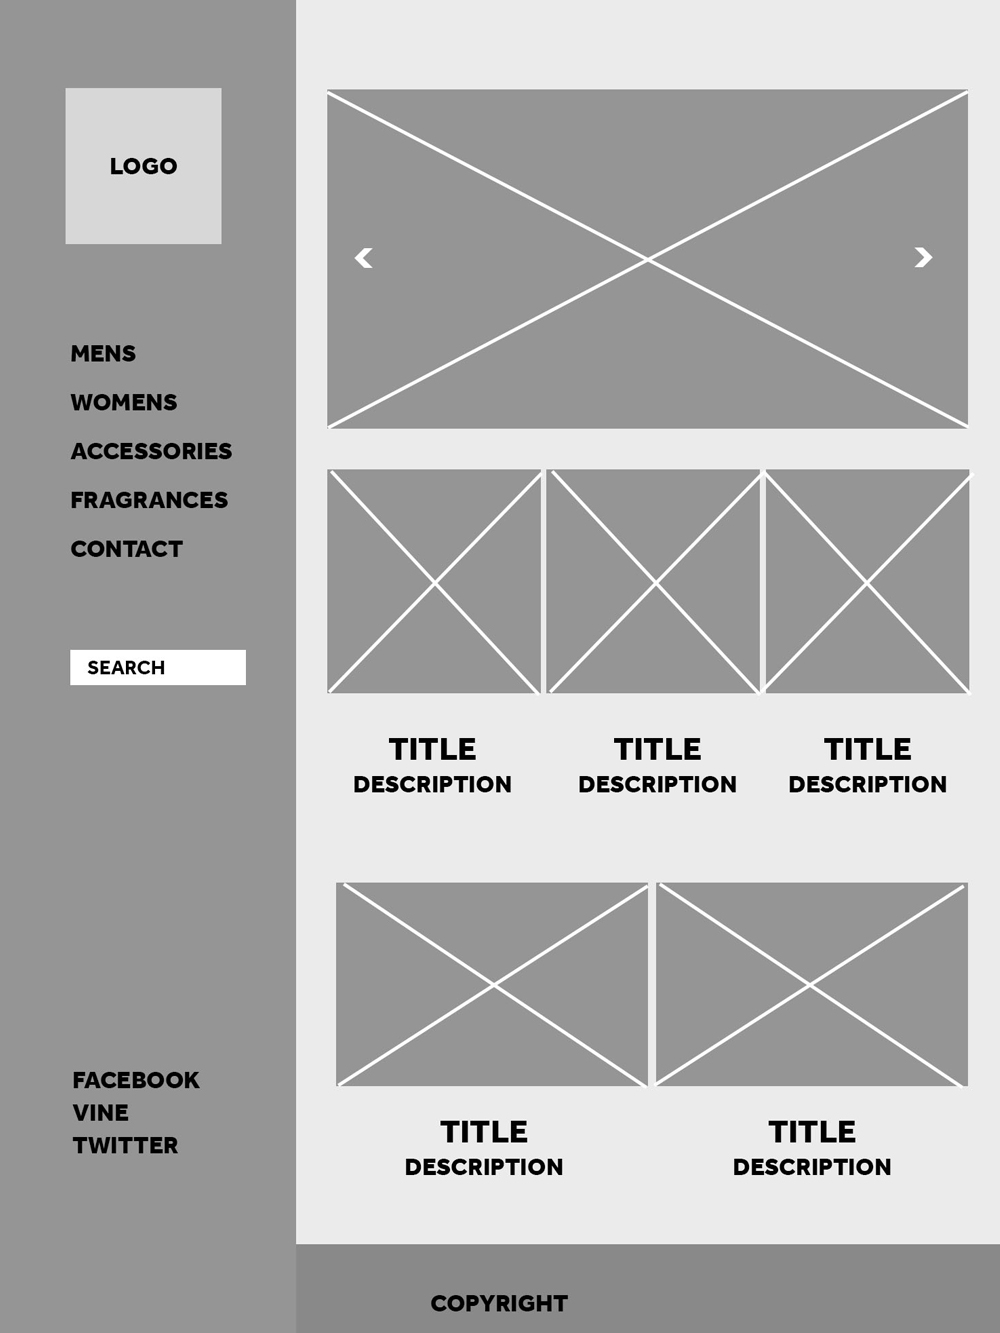 LOGO
MENS
WOMENS
ACCESSORIES
FRAGRANCES
CONTACT
SEARCH
FACEBOOK
VINE
TWITTER
TITLE TITLE TITLE
DESCRIPTION DESCRIPTION DESCRIPTION
TITLE TITLE
DESCRIPTION DESCRIPTION
COPYRIGHT